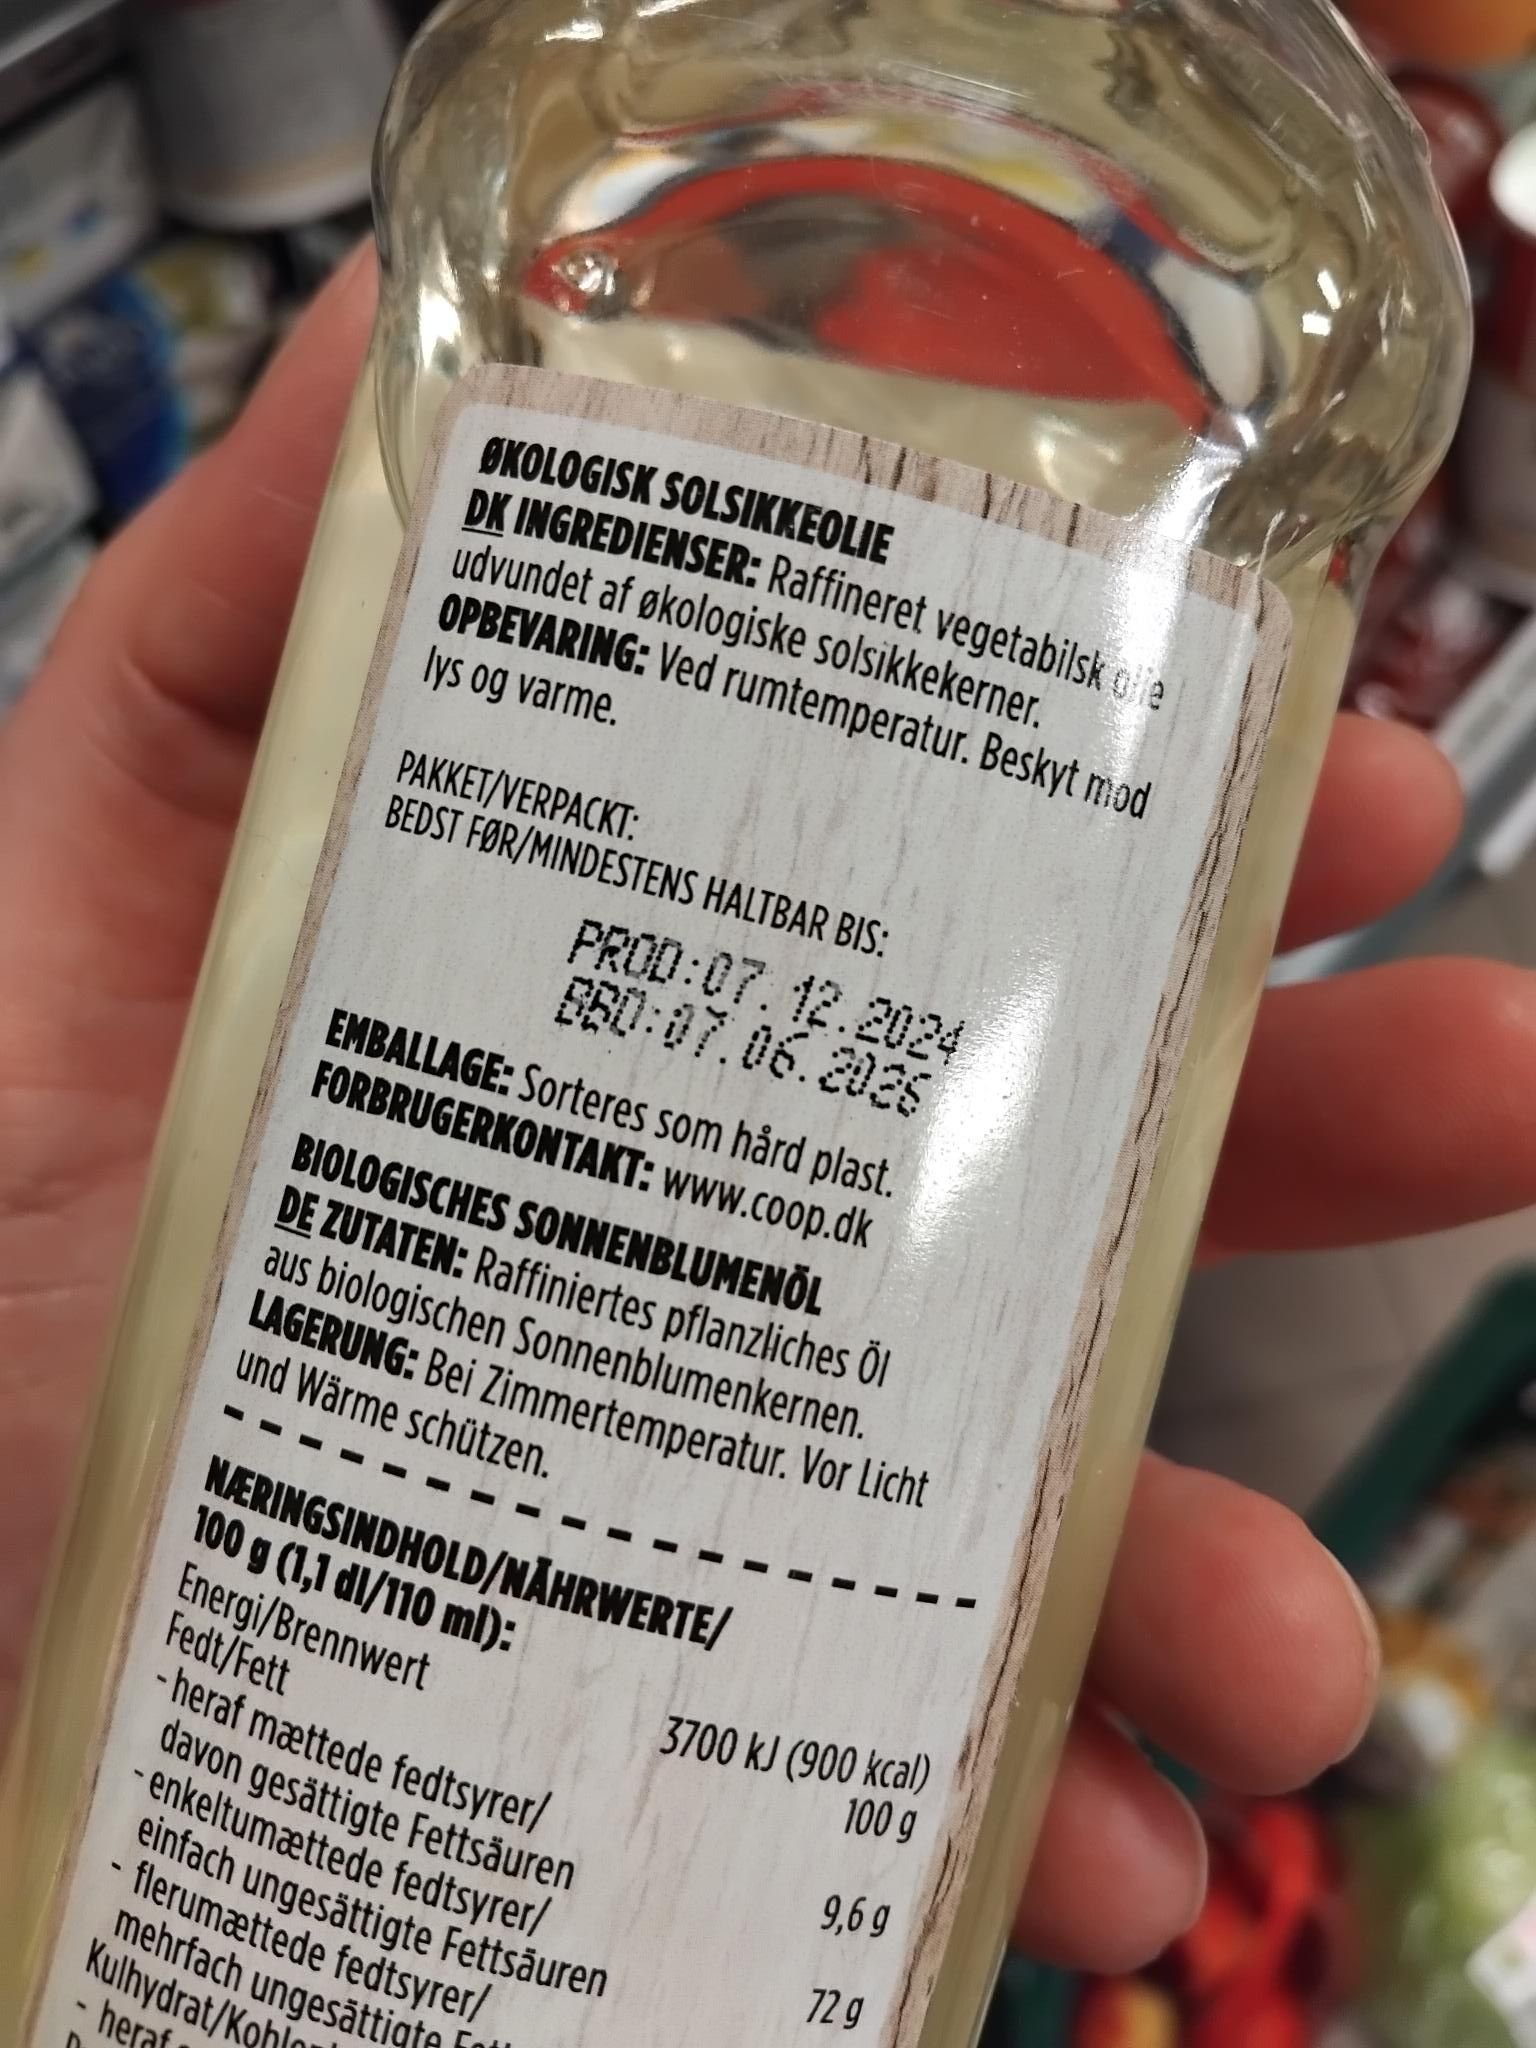 ØKOLOGISK SOLSIKKEOLIE
DK INGREDIENSER: Raffineret vegetabilsk olie
udvundet af økologiske solsikkekerner.
OPBEVARING: Ved rumtemperatur. Beskyt mod
lys og varme.
PAKKET/VERPACKT:
BEDST FØR/MINDESTENS HALTBAR BIS:
PROD:07.12.2024
BBD:07.06.2026
EMBALLAGE: Sorteres som hård plast.
FORBRUGERKONTAKT: www.coop.dk
BIOLOGISCHES SONNENBLUMENÖL
DE ZUTATEN: Raffiniertes pflanzliches Öl
aus biologischen Sonnenblumenkernen.
LAGERUNG: Bei Zimmertemperatur. Vor Licht
und Wärme schützen.
NÆRINGSINDHOLD/NÄHRWERTE/
100 g (1,1 dl/110 ml):
Energi/Brennwert 3700 kJ (900 kcal)
Fedt/Fett 100 g
- heraf mættede fedtsyrer/
davon gesättigte Fettsäuren 9,6 g
- enkeltumættede fedtsyrer/
einfach ungesättigte Fettsäuren 72 g
- flerumættede fedtsyrer/
mehrfach ungesättigte
Kulhydrat/
- heraf